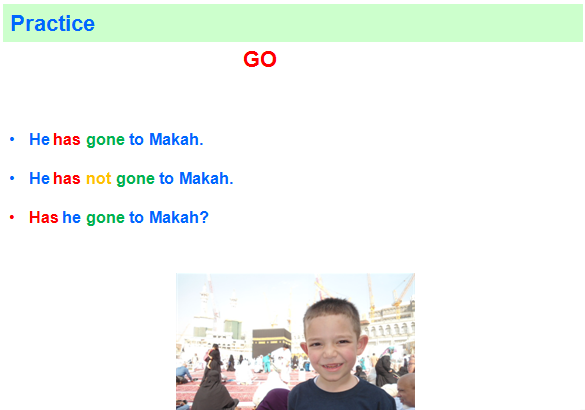 Practice
GO
• He has gone to Makah.
• He has not gone to Makah.
• Has he gone to Makah?